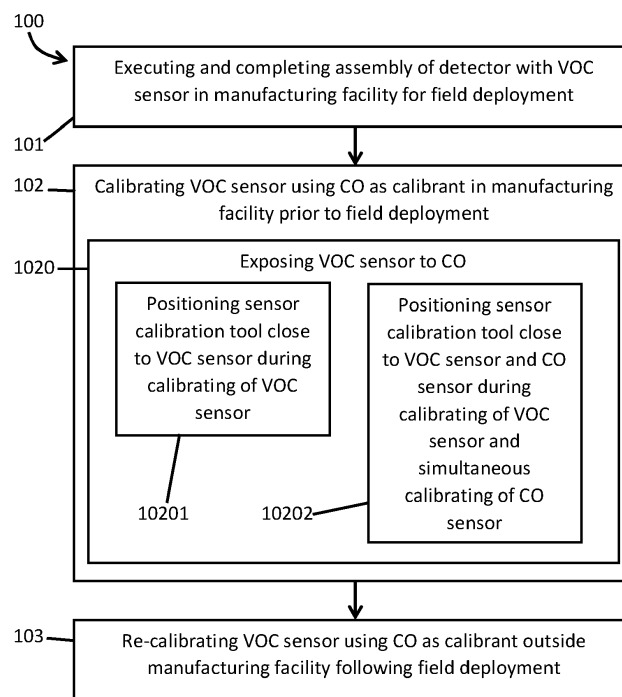 100
Executing and completing assembly of detector with VOC
sensor in manufacturing facility for field deployment
101
102
Calibrating VOC sensor using CO as calibrant in manufacturing
facility prior to field deployment
1020
Exposing VOC sensor to CO
Positioning sensor
calibration tool close
to VOC sensor during
calibrating of VOC
sensor
10201
Positioning sensor
calibration tool close
to VOC sensor and CO
sensor during
calibrating of VOC
sensor and
simultaneous
calibrating of CO
sensor
10202
103
Re-calibrating VOC sensor using CO as calibrant outside
manufacturing facility following field deployment